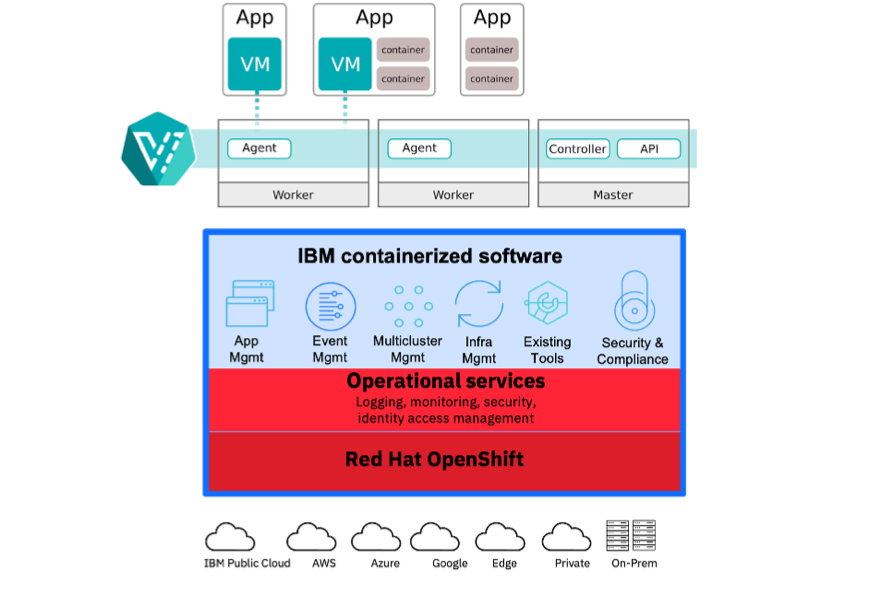 App
App
App
VM
VM
container
container
container
container
Agent
Agent
Controller
API
Worker
Worker
Master
IBM containerized software
App
Mgmt
Event
Mgmt
Multicluster
Mgmt
Infra
Mgmt
Existing
Tools
Security &
Compliance
Operational services
Logging, monitoring, security,
identity access management
Red Hat OpenShift
IBM Public Cloud
AWS
Azure
Google
Edge
Private
On-Prem